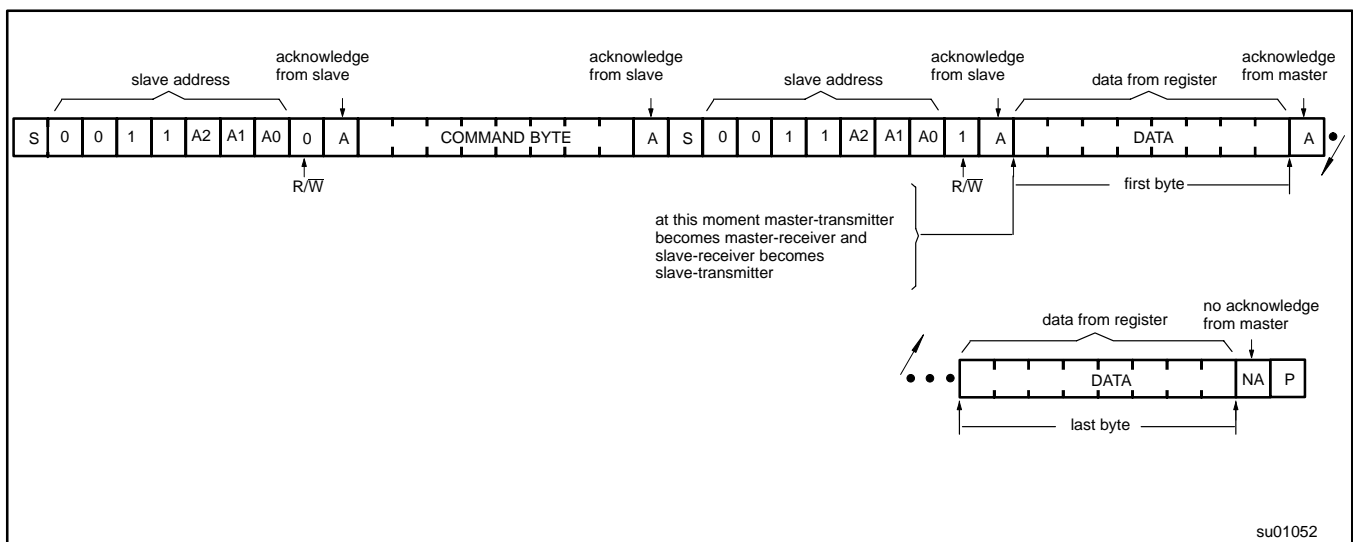 acknowledge
from slave
acknowledge
from slave
acknowledge
from slave
acknowledge
from master
slave address
slave address
data from register
S 0 0 1 1 A2 A1 A0 0 A COMMAND BYTE A S 0 0 1 1 A2 A1 A0 1 A DATA A
R/W̅
R/W̅
first byte
at this moment master-transmitter
becomes master-receiver and
slave-receiver becomes
slave-transmitter
no acknowledge
from master
data from register
DATA NA P
last byte
su01052